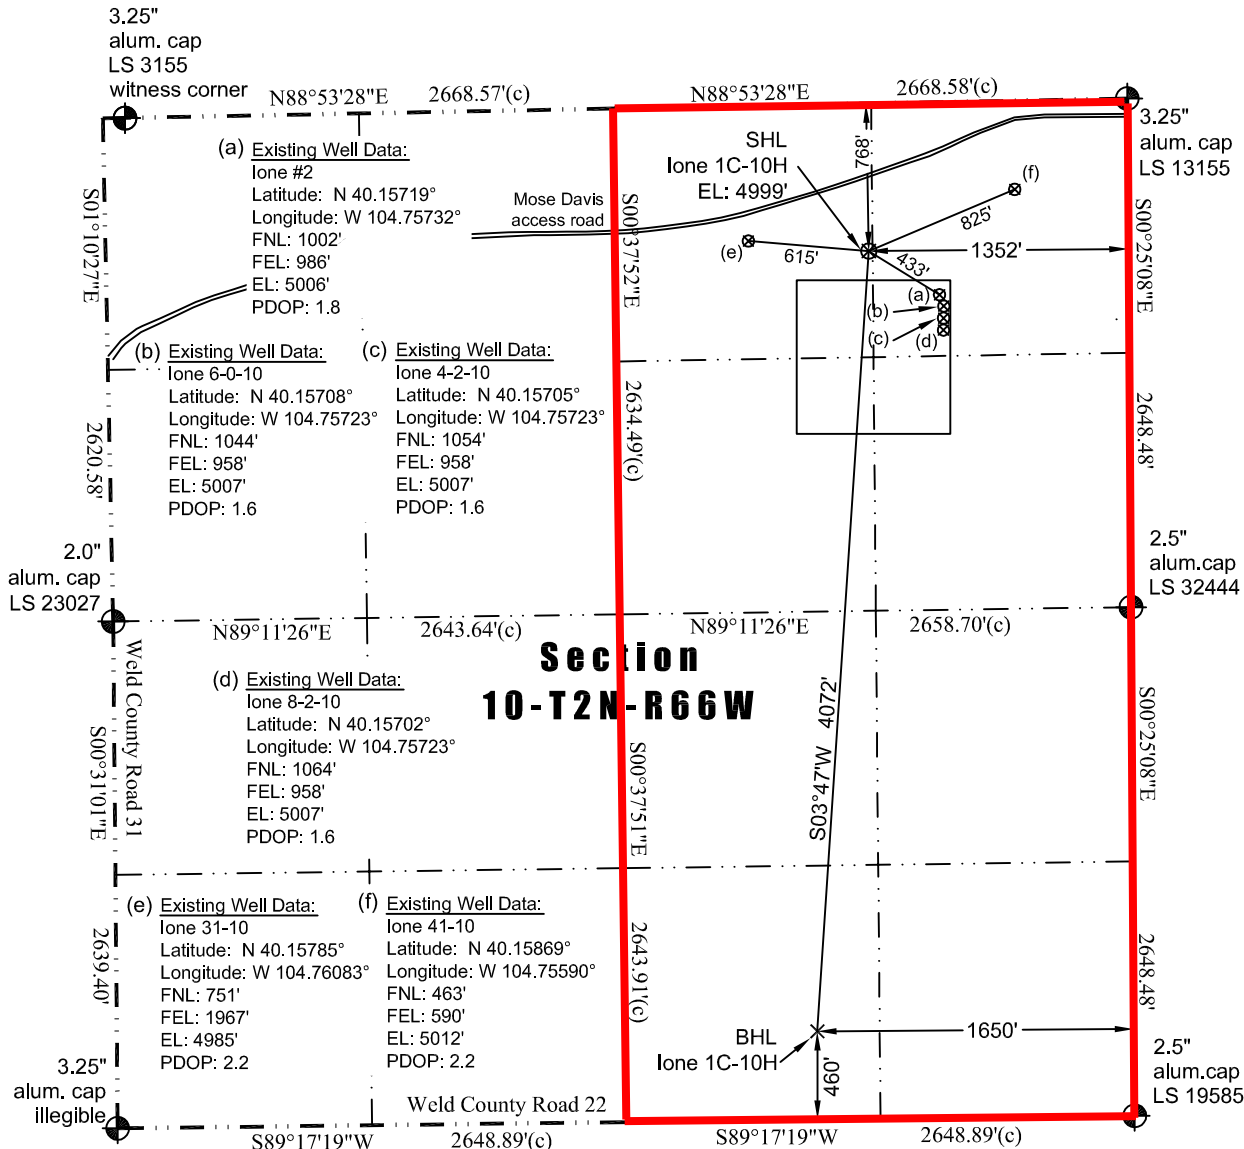 3.25"
alum. cap
LS 3155
witness corner
N88°53'28"E
2668.57'(c)
N88°53'28"E
2668.58'(c)
3.25"
alum. cap
LS 13155
(a) Existing Well Data:
Ione #2
Latitude: N 40.15719°
Longitude: W 104.75732°
FNL: 1002'
FEL: 986'
EL: 5006'
PDOP: 1.8
SHL
Ione 1C-10H
EL: 4999'
768'
Mose Davis
access road
(e)
615'
(f)
825'
433'
1352'
(a)
(b)
(c)
(d)
S01°10'27"E
2620.58'
S00°37'52"E
2634.49'(c)
S00°25'08"E
2648.48'
(b) Existing Well Data:
Ione 6-0-10
Latitude: N 40.15708°
Longitude: W 104.75723°
FNL: 1044'
FEL: 958'
EL: 5007'
PDOP: 1.6
(c) Existing Well Data:
Ione 4-2-10
Latitude: N 40.15705°
Longitude: W 104.75723°
FNL: 1054'
FEL: 958'
EL: 5007'
PDOP: 1.6
2.0"
alum. cap
LS 23027
2.5"
alum.cap
LS 32444
N89°11'26"E
2643.64'(c)
N89°11'26"E
2658.70'(c)
Section
10-T2N-R66W
Weld County Road 31
S00°31'01"E
2639.40'
(d) Existing Well Data:
Ione 8-2-10
Latitude: N 40.15702°
Longitude: W 104.75723°
FNL: 1064'
FEL: 958'
EL: 5007'
PDOP: 1.6
S00°37'51"E
2643.91'(c)
S03°47'W 4072'
S00°25'08"E
2648.48'
(e) Existing Well Data:
Ione 31-10
Latitude: N 40.15785°
Longitude: W 104.76083°
FNL: 751'
FEL: 1967'
EL: 4985'
PDOP: 2.2
(f) Existing Well Data:
Ione 41-10
Latitude: N 40.15869°
Longitude: W 104.75590°
FNL: 463'
FEL: 590'
EL: 5012'
PDOP: 2.2
BHL
Ione 1C-10H
1650'
460'
3.25"
alum. cap
illegible
2.5"
alum.cap
LS 19585
Weld County Road 22
S89°17'19"W
2648.89'(c)
S89°17'19"W
2648.89'(c)